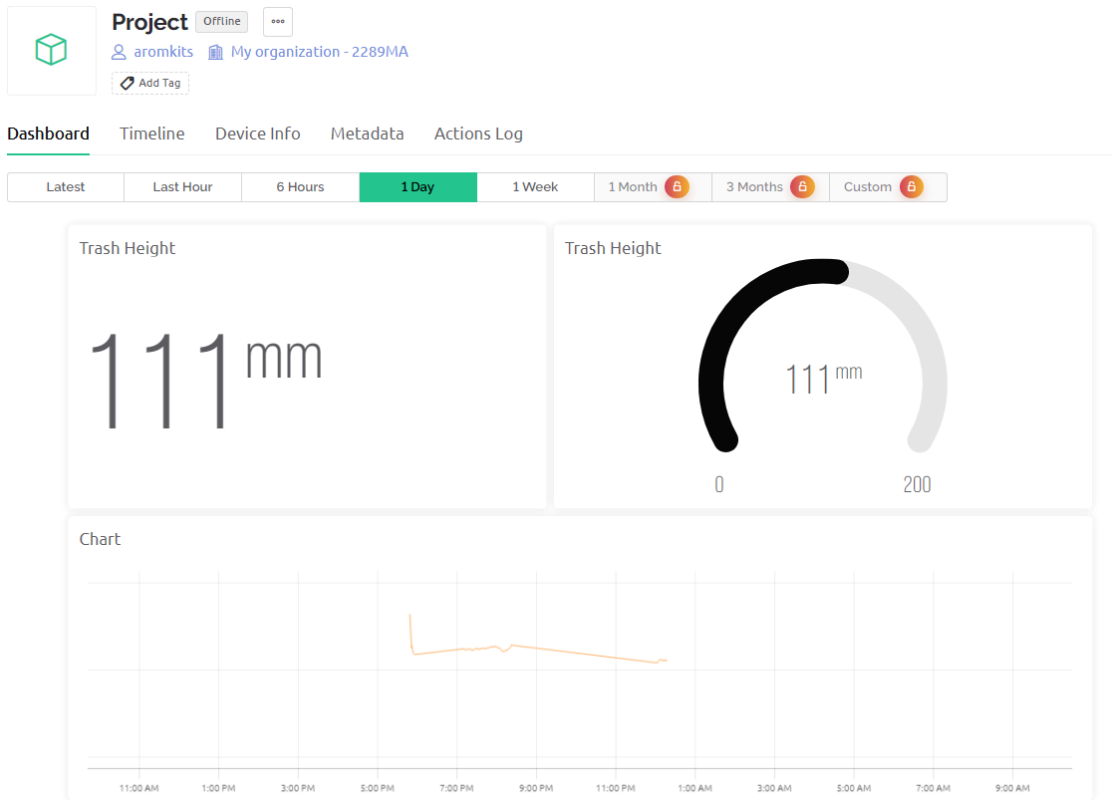 Project Offline
aromkits My organization - 2289MA
Add Tag
Dashboard Timeline Device Info Metadata Actions Log
Latest Last Hour 6 Hours 1 Day 1 Week 1 Month 3 Months Custom
Trash Height
111 mm
Trash Height
111 mm
0 200
Chart
11:00 AM 1:00 PM 3:00 PM 5:00 PM 7:00 PM 9:00 PM 11:00 PM 1:00 AM 3:00 AM 5:00 AM 7:00 AM 9:00 AM